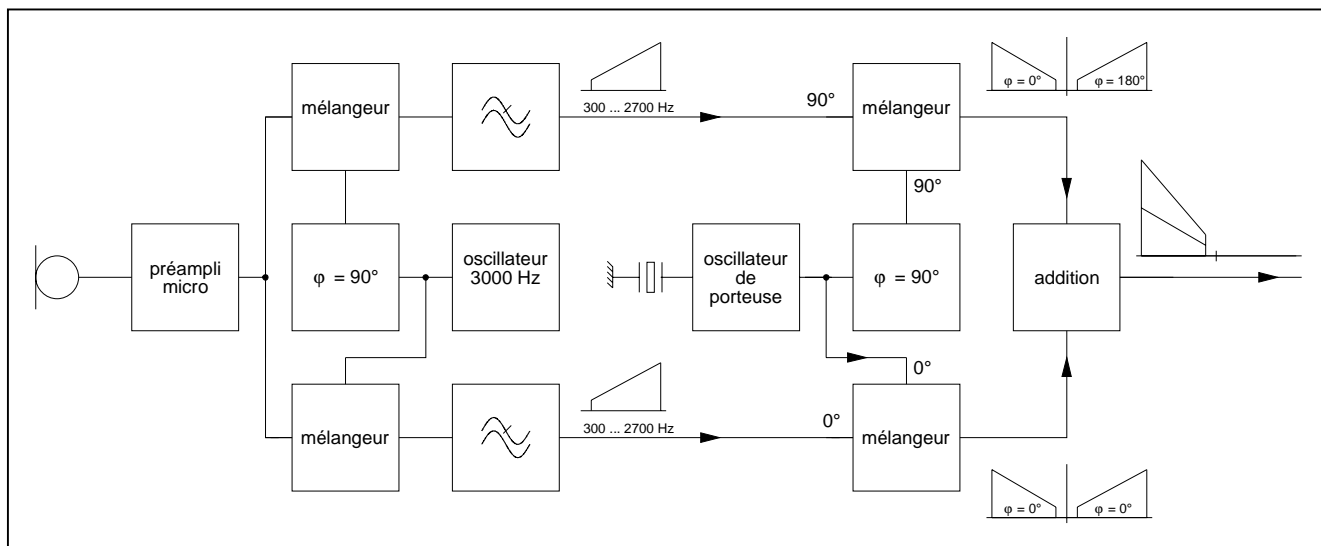 φ = 0°
φ = 180°
mélangeur
300 ... 2700 Hz
90°
mélangeur
90°
préampli
micro
φ = 90°
oscillateur
3000 Hz
oscillateur
de
porteuse
φ = 90°
addition
0°
mélangeur
300 ... 2700 Hz
0°
mélangeur
φ = 0°
φ = 0°